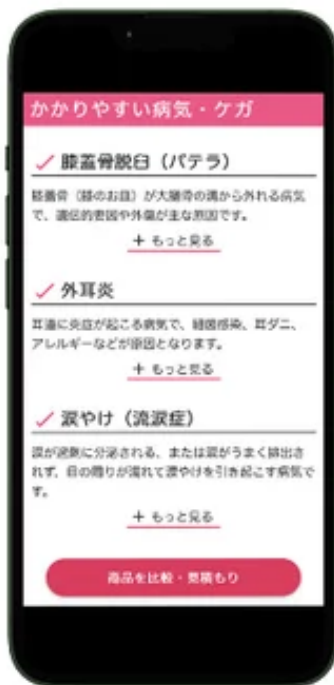 かかりやすい病気・ケガ
膝蓋骨脱臼（パテラ）
膝蓋骨（膝のお皿）が大腿骨の溝から外れる病気
で、遺伝的要因や外傷が主な原因です。
+ もっと見る
外耳炎
耳道に炎症が起こる病気で、細菌感染、耳ダニ、
アレルギーなどが原因となります。
+ もっと見る
涙やけ（流涙症）
涙が過剰に分泌される、または涙がうまく排出さ
れず、目の周りが濡れて涙やけを引き起こす病気で
す。
+ もっと見る
商品を比較・見積もり